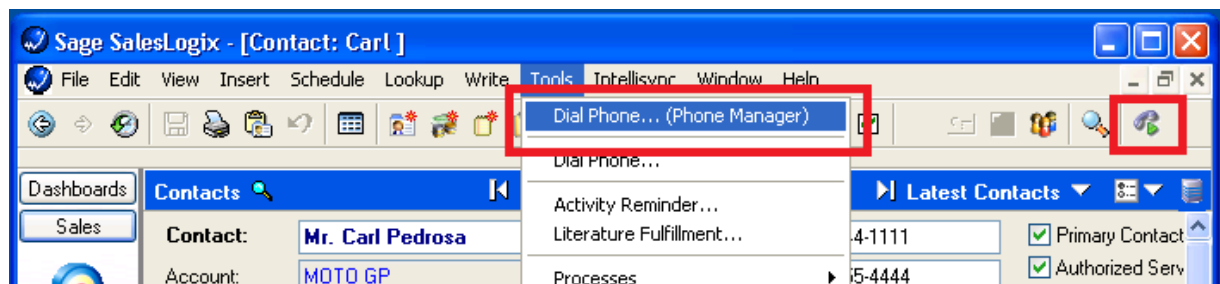 Sage SalesLogix - [Contact: Carl ]
File Edit View Insert Schedule Lookup Write Tools Intellisync Window Help
Dial Phone... (Phone Manager)
Dial Phone...
Dashboards
Contacts
Latest Contacts
Activity Reminder...
Sales
Contact:
Mr. Carl Pedrosa
Literature Fulfillment...
4-1111
Primary Contact
Account:
MOTO GP
Processes
55-4444
Authorized Serv